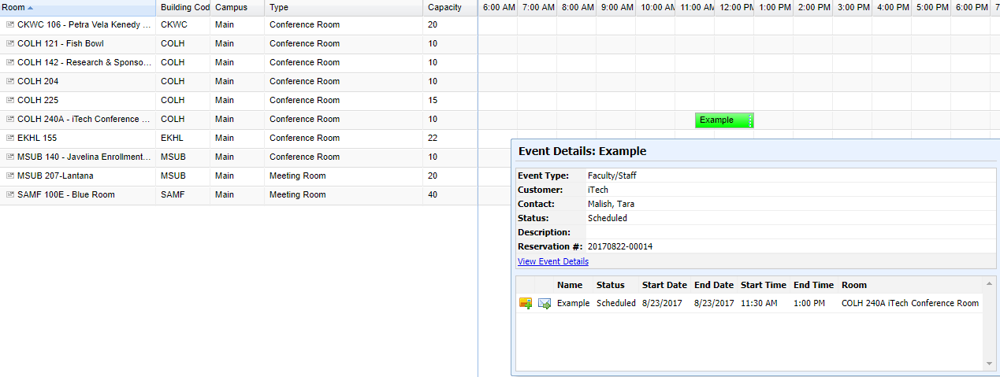 Room Building Cod Campus Type Capacity 6:00 AM 7:00 AM 8:00 AM 9:00 AM 10:00 AM 11:00 AM 12:00 PM 1:00 PM 2:00 PM 3:00 PM 4:00 PM 5:00 PM 6:00 PM 7
CKWC 106 - Petra Vela Kenedy ... CKWC Main Conference Room 20
COLH 121 - Fish Bowl COLH Main Conference Room 10
COLH 142 - Research & Sponso... COLH Main Conference Room 10
COLH 204 COLH Main Conference Room 10
COLH 225 COLH Main Conference Room 15
COLH 240A - iTech Conference ... COLH Main Conference Room 10 Example
EKHL 155 EKHL Main Conference Room 22
MSUB 140 - Javelina Enrollment... MSUB Main Conference Room 10
MSUB 207-Lantana MSUB Main Meeting Room 20
SAMF 100E - Blue Room SAMF Main Meeting Room 40
Event Details: Example
Event Type: Faculty/Staff
Customer: iTech
Contact: Malish, Tara
Status: Scheduled
Description:
Reservation #: 20170822-00014
View Event Details
Name Status Start Date End Date Start Time End Time Room
Example Scheduled 8/23/2017 8/23/2017 11:30 AM 1:00 PM COLH 240A iTech Conference Room